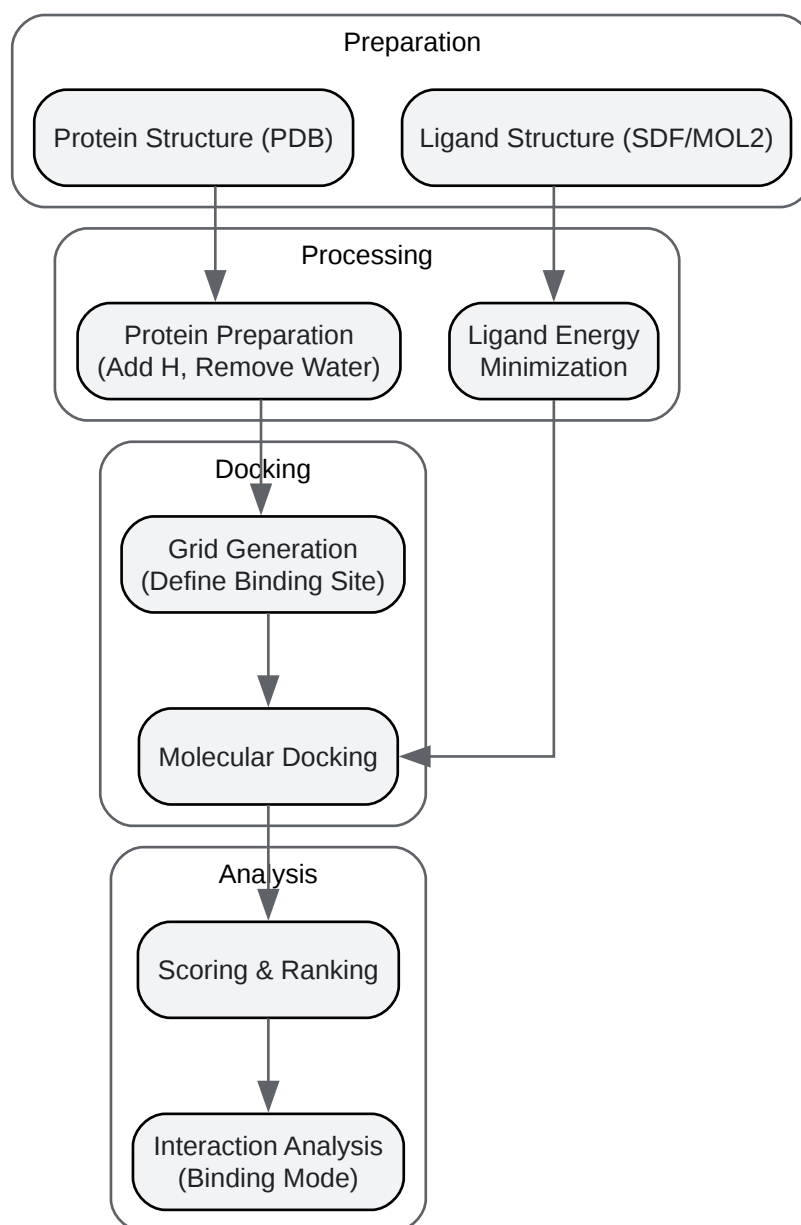 Preparation
Protein Structure (PDB)
Ligand Structure (SDF/MOL2)
Processing
Protein Preparation
(Add H, Remove Water)
Ligand Energy
Minimization
Docking
Grid Generation
(Define Binding Site)
Molecular Docking
Analysis
Scoring & Ranking
Interaction Analysis
(Binding Mode)